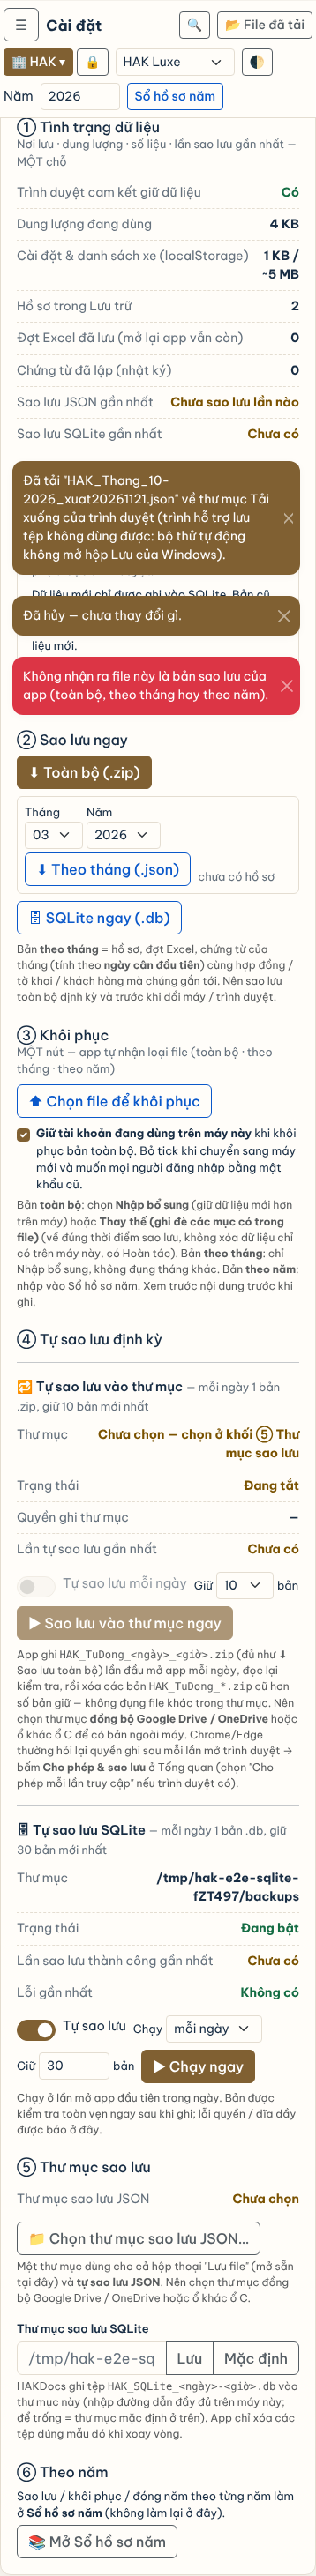 ☰ Cài đặt 🔍 📂 File đã tải
🏢 HAK ▾ 🔒 HAK Luxe 🌓
Năm 2026 Sổ hồ sơ năm
① Tình trạng dữ liệu
Nơi lưu · dung lượng · số liệu · lần sao lưu gần nhất —
MỘT chỗ
Trình duyệt cam kết giữ dữ liệu Có
Dung lượng đang dùng 4 KB
Cài đặt & danh sách xe (localStorage) 1 KB /
~5 MB
Hồ sơ trong Lưu trữ 2
Đợt Excel đã lưu (mở lại app vẫn còn) 0
Chứng từ đã lập (nhật ký) 0
Sao lưu JSON gần nhất Chưa sao lưu lần nào
Sao lưu SQLite gần nhất Chưa có
Đã tải "HAK_Thang_10-
2026_xuat20261121.json" về thư mục Tải
xuống của trình duyệt (trình hỗ trợ lưu
tệp không dùng được: bộ thử tự động
không mở hộp Lưu của Windows).
Dữ liệu mới chỉ được ghi vào SQLite. Bản cũ
Đã hủy — chưa thay đổi gì.
liệu mới.
Không nhận ra file này là bản sao lưu của
app (toàn bộ, theo tháng hay theo năm).
② Sao lưu ngay
⬇ Toàn bộ (.zip)
Tháng Năm
03 2026
⬇ Theo tháng (.json) chưa có hồ sơ
🗄 SQLite ngay (.db)
Bản theo tháng = hồ sơ, đợt Excel, chứng từ của
tháng (tính theo ngày cân đầu tiên) cùng hợp đồng /
tờ khai / khách hàng mà chúng gắn tới. Nên sao lưu
toàn bộ định kỳ và trước khi đổi máy / trình duyệt.
③ Khôi phục
MỘT nút — app tự nhận loại file (toàn bộ · theo
tháng · theo năm)
⬆ Chọn file để khôi phục
Giữ tài khoản đang dùng trên máy này khi khôi
phục bản toàn bộ. Bỏ tick khi chuyển sang máy
mới và muốn mọi người đăng nhập bằng mật
khẩu cũ.
Bản toàn bộ: chọn Nhập bổ sung (giữ dữ liệu mới hơn
trên máy) hoặc Thay thế (ghi đè các mục có trong
file) (về đúng thời điểm sao lưu, không xóa dữ liệu chỉ
có trên máy này, có Hoàn tác). Bản theo tháng: chỉ
Nhập bổ sung, không đụng tháng khác. Bản theo năm:
nhập vào Sổ hồ sơ năm. Xem trước nội dung trước khi
ghi.
④ Tự sao lưu định kỳ
🔁 Tự sao lưu vào thư mục — mỗi ngày 1 bản
.zip, giữ 10 bản mới nhất
Thư mục Chưa chọn — chọn ở khối ⑤ Thư
mục sao lưu
Trạng thái Đang tắt
Quyền ghi thư mục —
Lần tự sao lưu gần nhất Chưa có
Tự sao lưu mỗi ngày Giữ 10 bản
▶ Sao lưu vào thư mục ngay
App ghi HAK_TuDong_<ngày>_<giờ>.zip (đủ như ⬇
Sao lưu toàn bộ) lần đầu mở app mỗi ngày, đọc lại
kiểm tra, rồi xóa các bản HAK_TuDong_*.zip cũ hơn
số bản giữ — không đụng file khác trong thư mục. Nên
chọn thư mục đồng bộ Google Drive / OneDrive hoặc
ổ khác ổ C để có bản ngoài máy. Chrome/Edge
thường hỏi lại quyền ghi sau mỗi lần mở trình duyệt →
bấm Cho phép & sao lưu ở Tổng quan (chọn "Cho
phép mỗi lần truy cập" nếu trình duyệt có).
🗄 Tự sao lưu SQLite — mỗi ngày 1 bản .db, giữ
30 bản mới nhất
Thư mục /tmp/hak-e2e-sqlite-
fZT497/backups
Trạng thái Đang bật
Lần sao lưu thành công gần nhất Chưa có
Lỗi gần nhất Không có
Tự sao lưu Chạy mỗi ngày
Giữ 30 bản ▶ Chạy ngay
Chạy ở lần mở app đầu tiên trong ngày. Bản được
kiểm tra toàn vẹn ngay sau khi ghi; lỗi quyền / đĩa đầy
được báo ở đây.
⑤ Thư mục sao lưu
Thư mục sao lưu JSON Chưa chọn
📁 Chọn thư mục sao lưu JSON...
Một thư mục dùng cho cả hộp thoại "Lưu file" (mở sẵn
tại đây) và tự sao lưu JSON. Nên chọn thư mục đồng
bộ Google Drive / OneDrive hoặc ổ khác ổ C.
Thư mục sao lưu SQLite
/tmp/hak-e2e-sq Lưu Mặc định
HAKDocs ghi tệp HAK_SQLite_<ngày>-<giờ>.db vào
thư mục này (nhập đường dẫn đầy đủ trên máy này;
để trống = thư mục mặc định ở trên). App chỉ xóa các
tệp đúng mẫu đó khi xoay vòng.
⑥ Theo năm
Sao lưu / khôi phục / đóng năm theo từng năm làm
ở Sổ hồ sơ năm (không làm lại ở đây).
📚 Mở Sổ hồ sơ năm